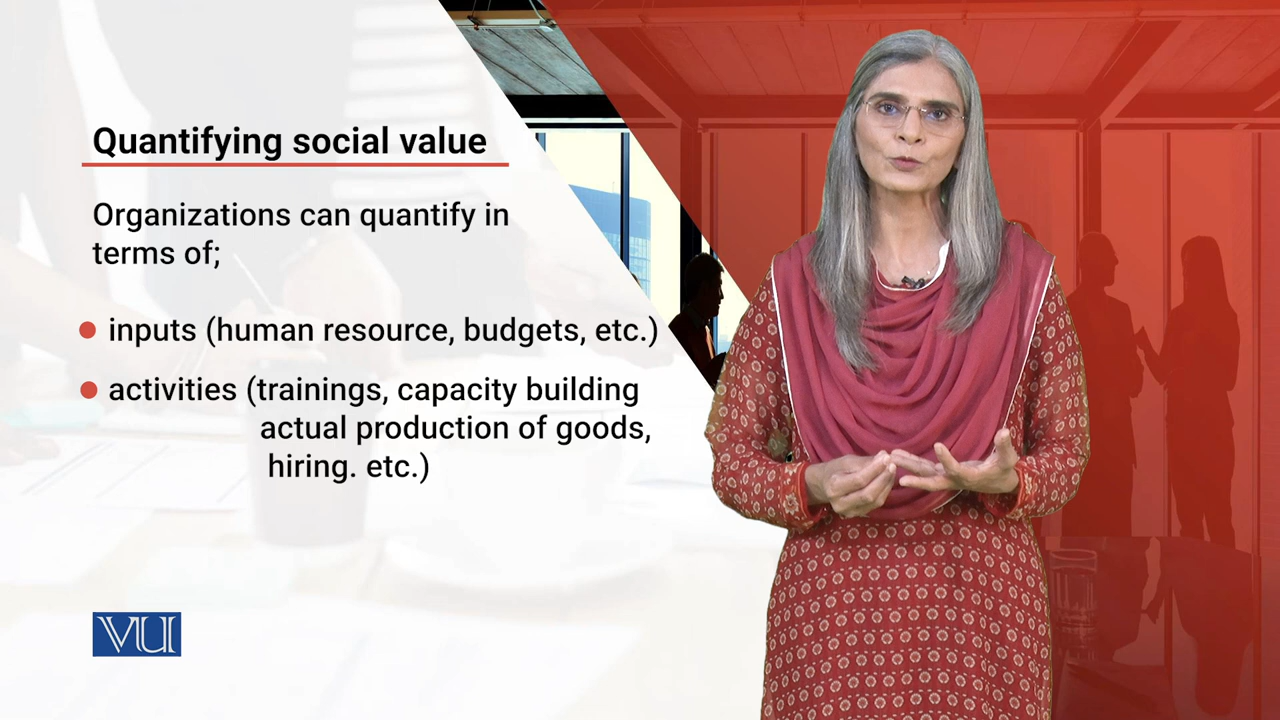 Quantifying social value
Organizations can quantify in
terms of;
inputs (human resource, budgets, etc.)
activities (trainings, capacity building
actual production of goods,
hiring. etc.)
VU